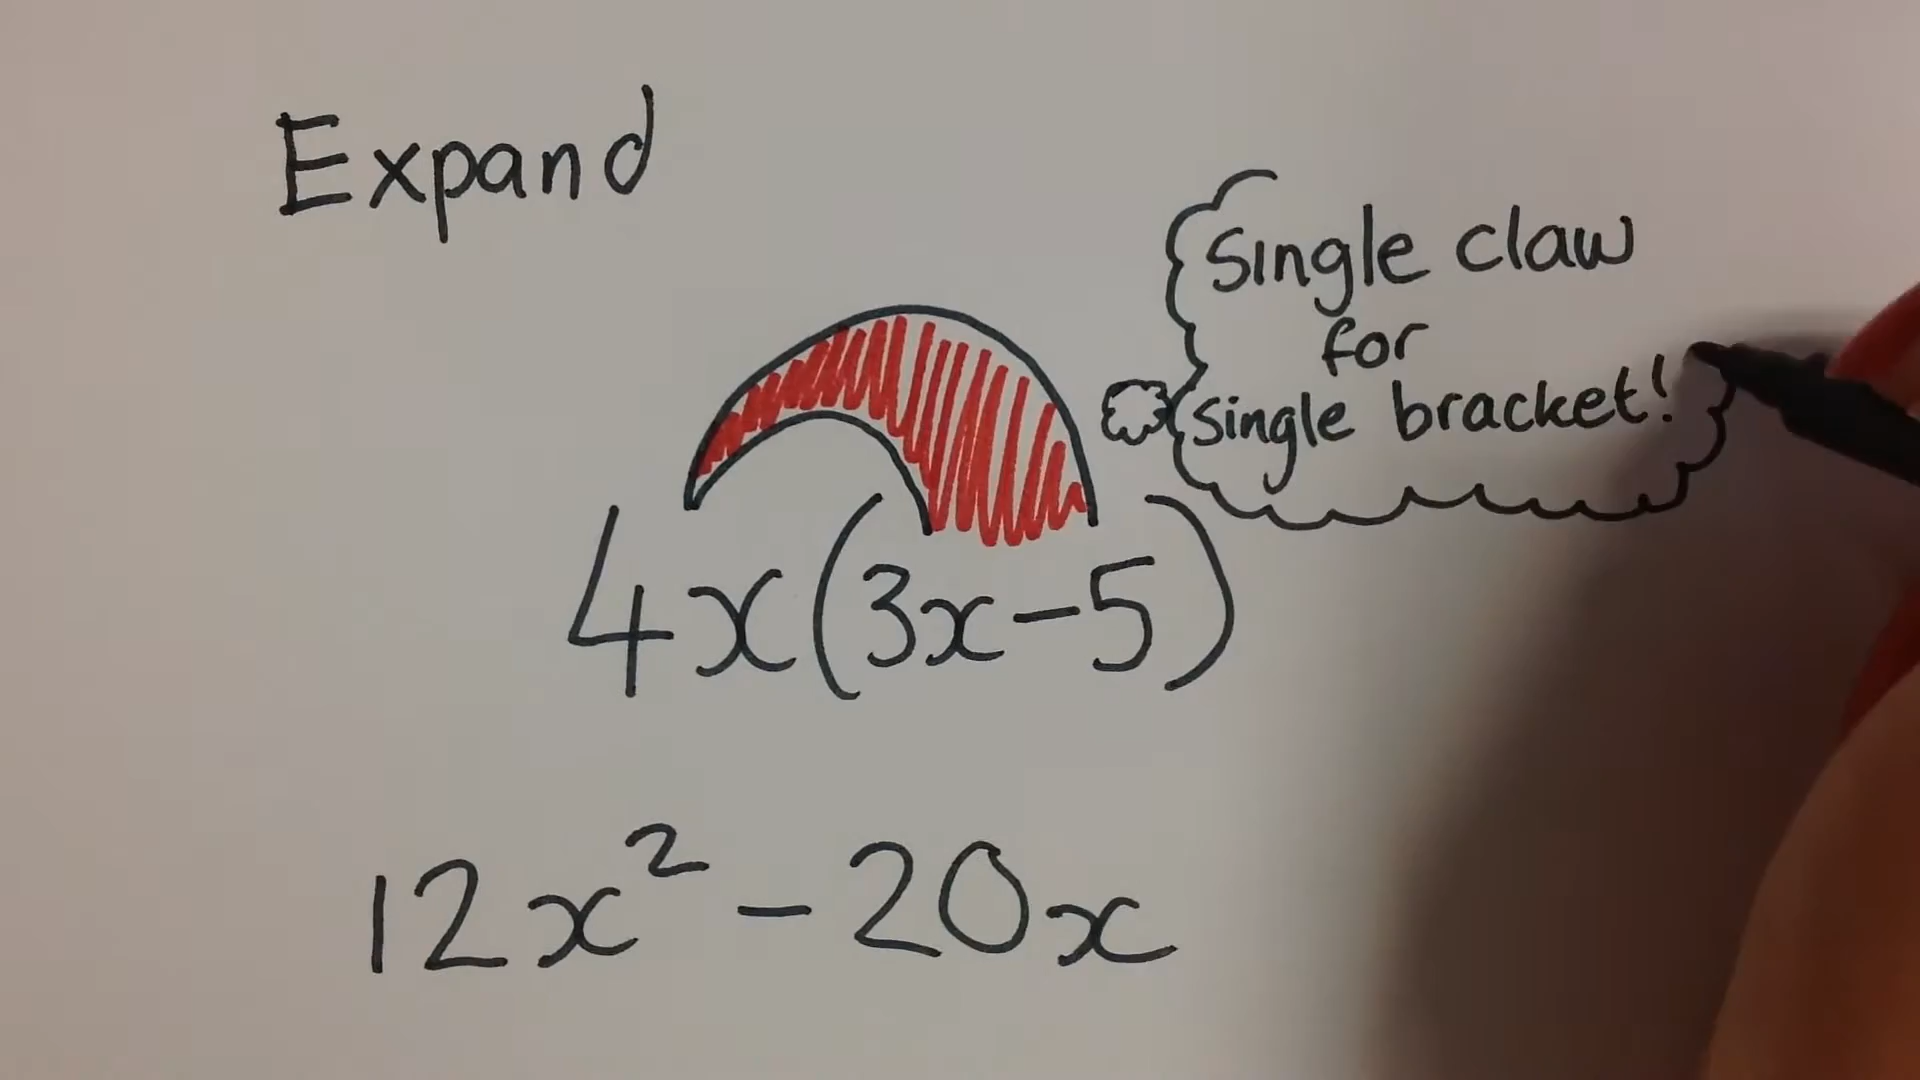 Expand
Single claw
for
single bracket!
4x(3x-5)
12x² - 20x